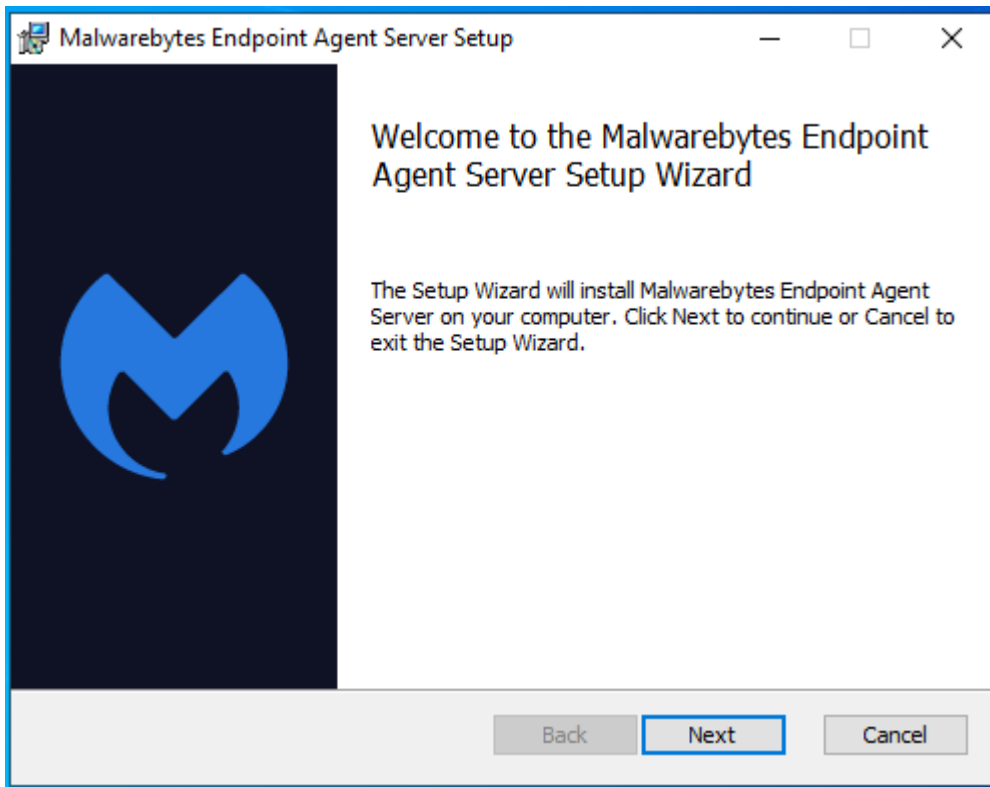 Malwarebytes Endpoint Agent Server Setup
Welcome to the Malwarebytes Endpoint
Agent Server Setup Wizard
The Setup Wizard will install Malwarebytes Endpoint Agent
Server on your computer. Click Next to continue or Cancel to
exit the Setup Wizard.
Back
Next
Cancel